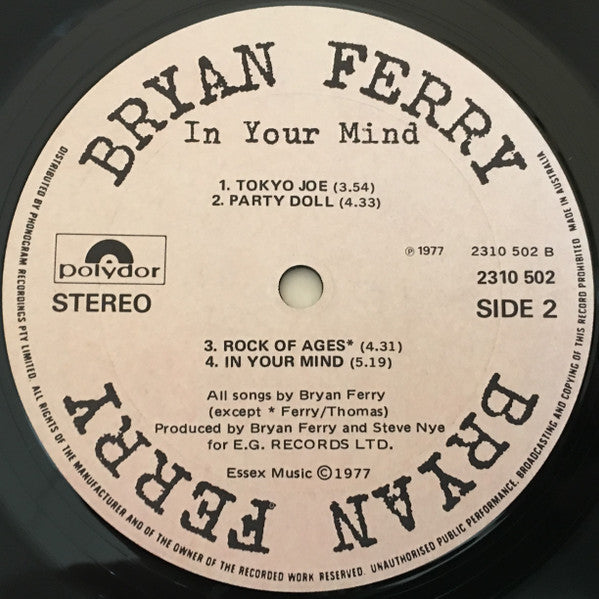 BRYAN FERRY
In Your Mind
1. TOKYO JOE (3.54)
2. PARTY DOLL (4.33)
polydor
STEREO
℗ 1977 2310 502 B
2310 502
SIDE 2
3. ROCK OF AGES* (4.31)
4. IN YOUR MIND (5.19)
All songs by Bryan Ferry
(except * Ferry/Thomas)
Produced by Bryan Ferry and Steve Nye
for E.G. RECORDS LTD.
Essex Music © 1977
BRYAN FERRY
DISTRIBUTED BY PHONOGRAM RECORDINGS PTY LIMITED. ALL RIGHTS OF THE MANUFACTURER AND OF THE OWNER OF THE RECORDED WORK RESERVED. UNAUTHORISED PUBLIC PERFORMANCE, BROADCASTING AND COPYING OF THIS RECORD PROHIBITED MADE IN AUSTRALIA